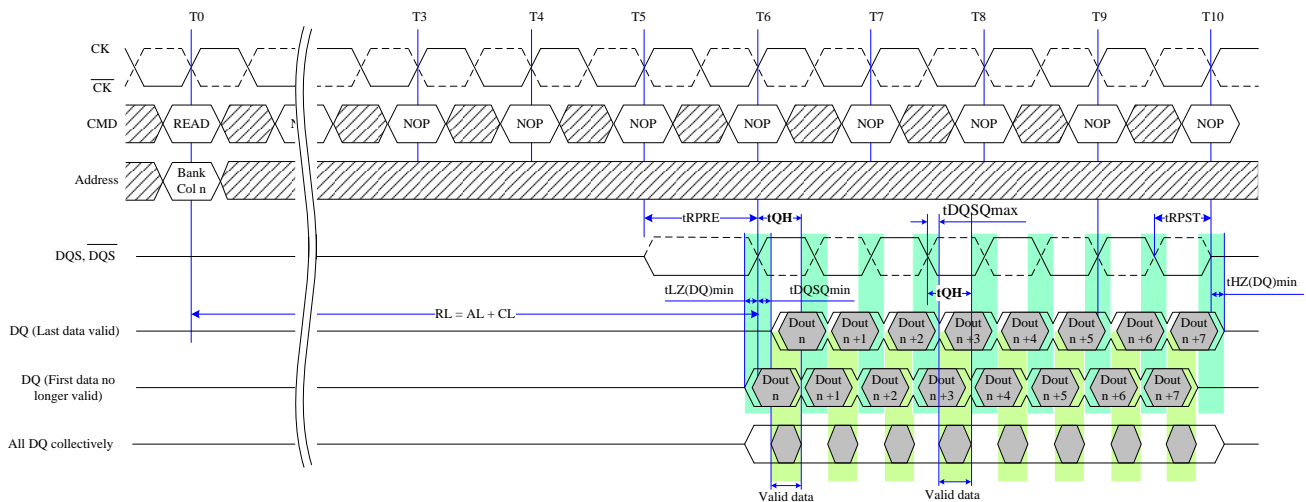 T0 T3 T4 T5 T6 T7 T8 T9 T10
CK
CK
CMD READ NOP NOP NOP NOP NOP NOP NOP NOP
Address Bank
Col n
tRPRE tQH tDQSQmax tRPST
DQS, DQS
tLZ(DQ)min tDQSQmin tQH tHZ(DQ)min
RL = AL + CL
DQ (Last data valid) Dout
n Dout
n +1 Dout
n +2 Dout
n +3 Dout
n +4 Dout
n +5 Dout
n +6 Dout
n +7
DQ (First data no
longer valid) Dout
n Dout
n +1 Dout
n +2 Dout
n +3 Dout
n +4 Dout
n +5 Dout
n +6 Dout
n +7
All DQ collectively
Valid data Valid data